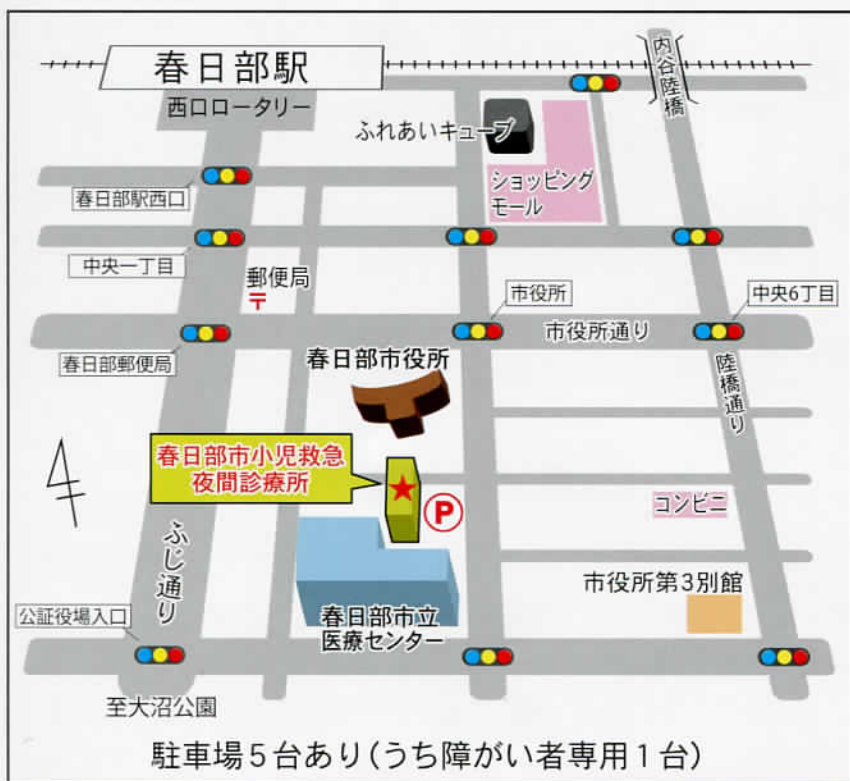 春日部駅
内谷陸橋
西口ロータリー
ふれあいキューブ
ショッピング
モール
春日部駅西口
中央一丁目
郵便局
〒
市役所
中央6丁目
市役所通り
春日部郵便局
春日部市役所
陸橋通り
春日部市小児救急
夜間診療所
P
コンビニ
ふじ通り
市役所第3別館
公証役場入口
春日部市立
医療センター
至大沼公園
駐車場5台あり(うち障がい者専用1台)